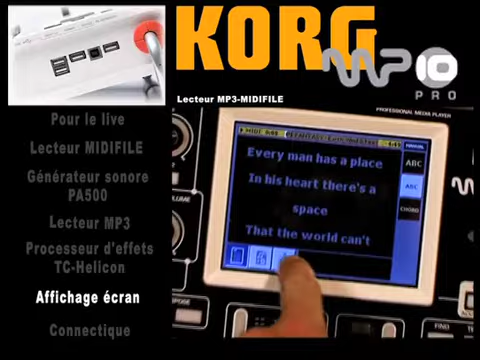 KORG
MP10
PRO
Lecteur MP3-MIDIFILE
PROFESSIONAL MEDIA PLAYER
Pour le live
Lecteur MIDIFILE
Générateur sonore
PA500
Lecteur MP3
Processeur d'effets
TC-Helicon
Affichage écran
Connectique
Every man has a place
In his heart there's a
space
That the world can't
ABC
ABC
CHORD
FIND